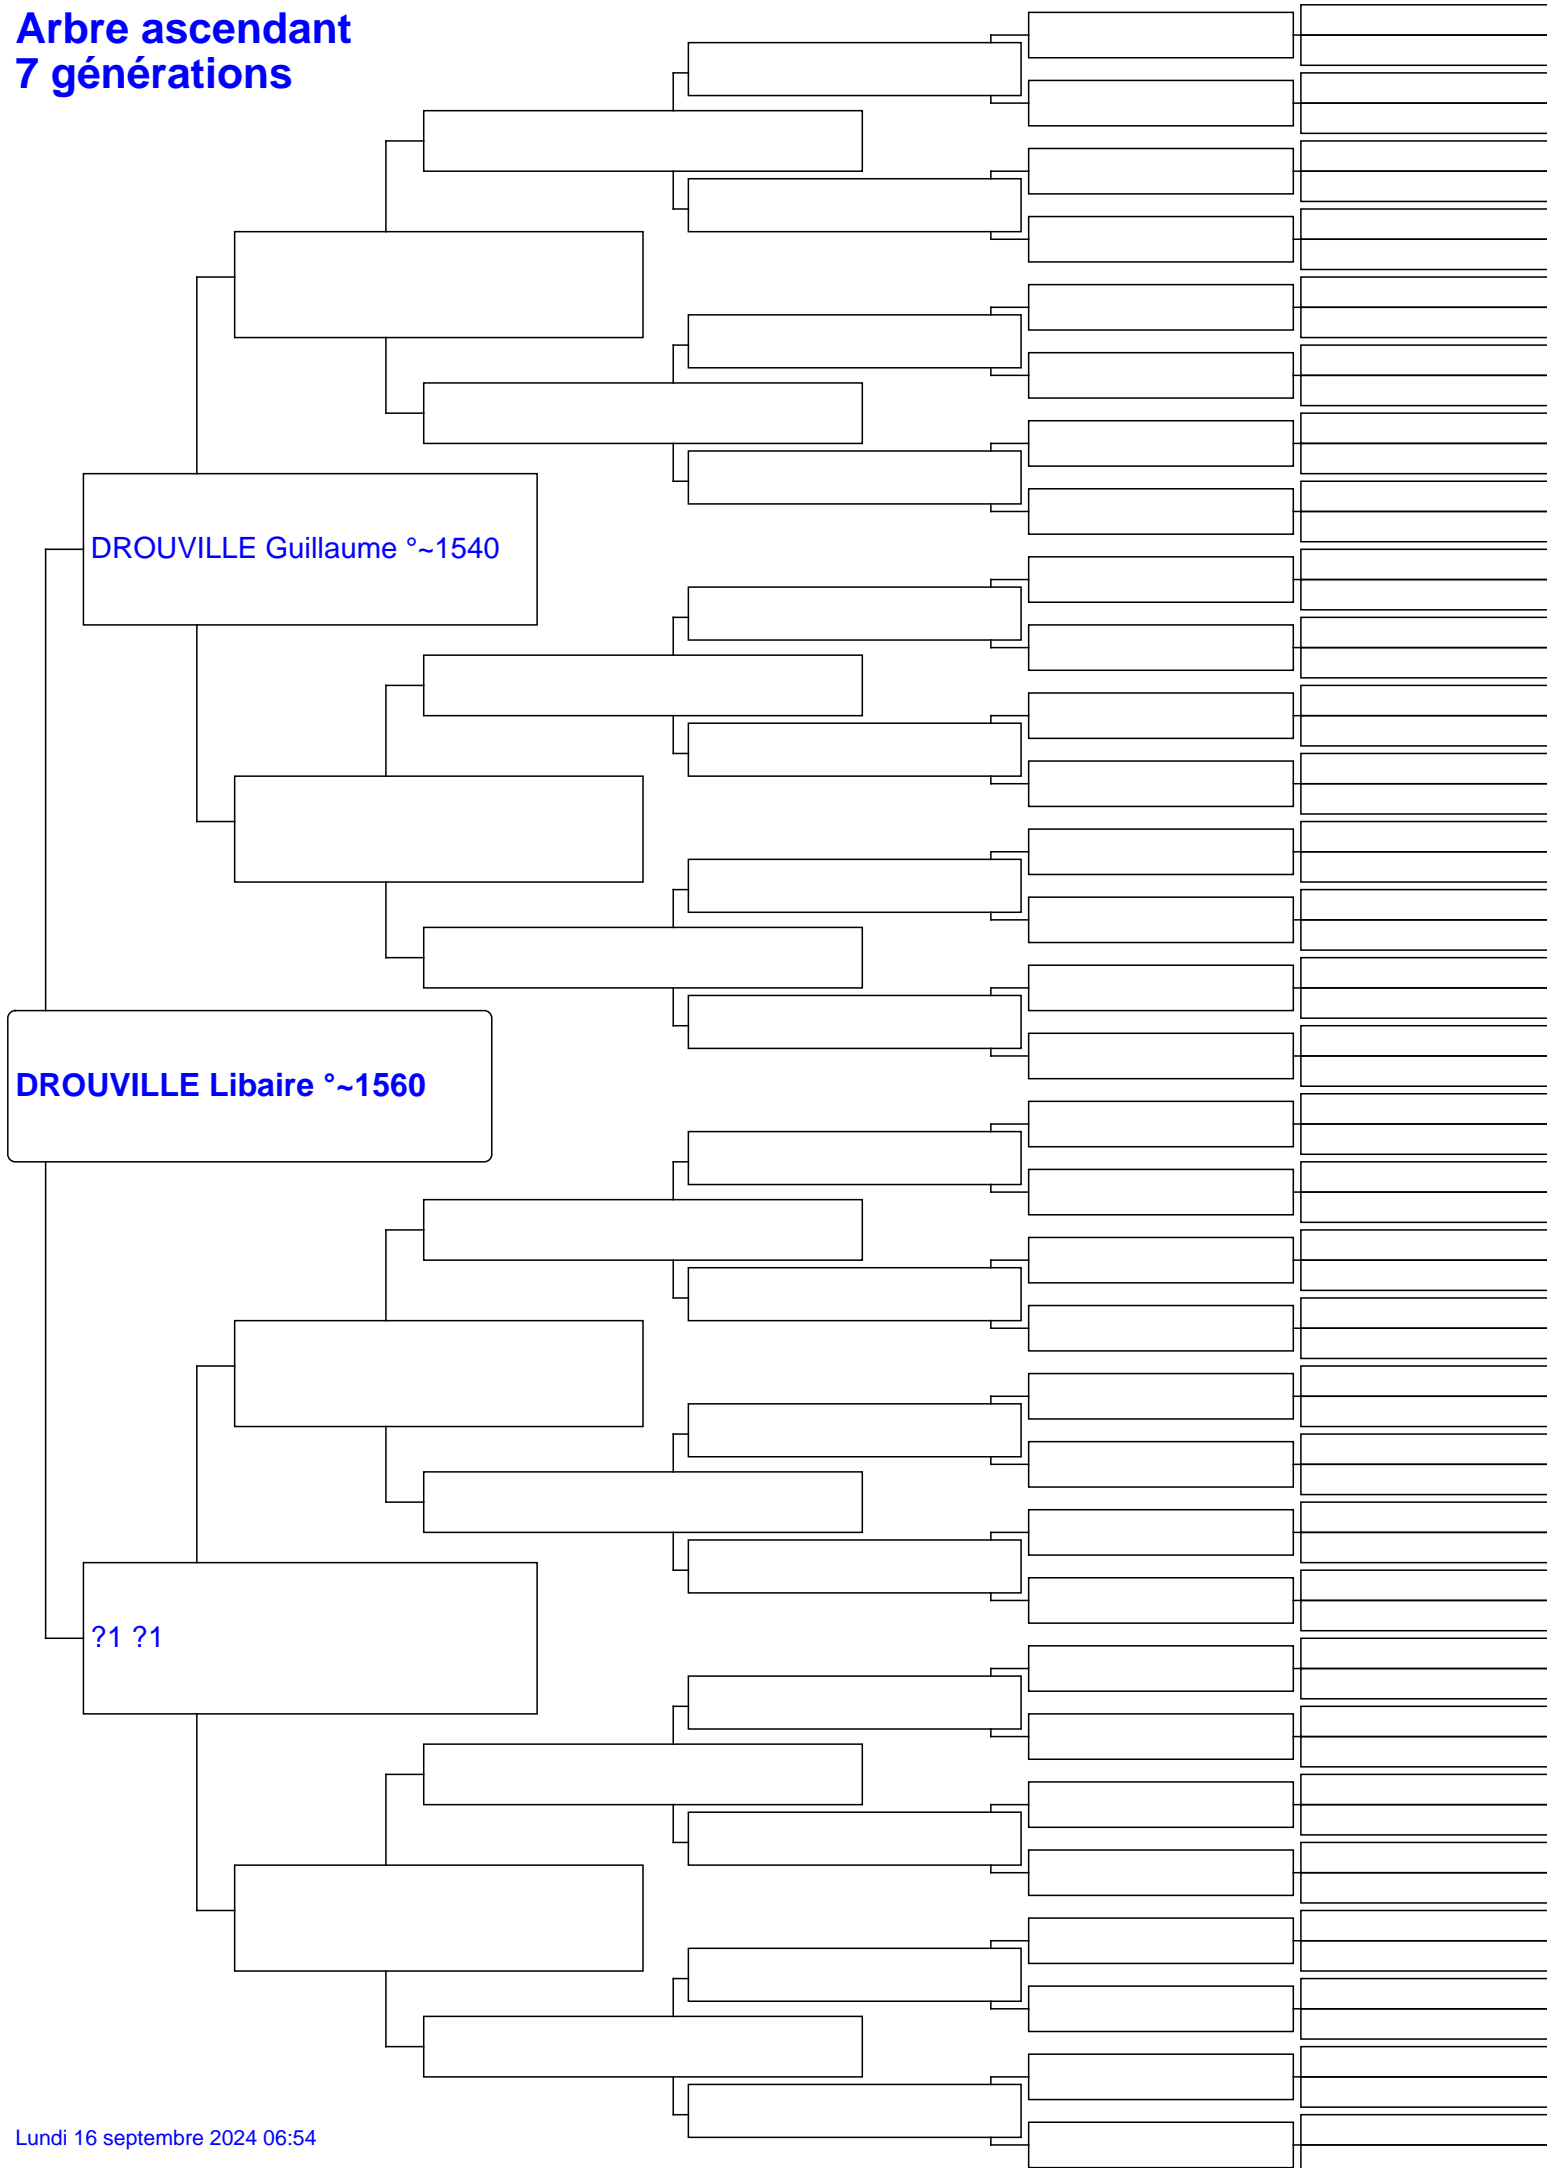 Arbre ascendant
7 générations
DROUVILLE Guillaume °~1540
DROUVILLE Libaire °~1560
?1 ?1
Lundi 16 septembre 2024 06:54